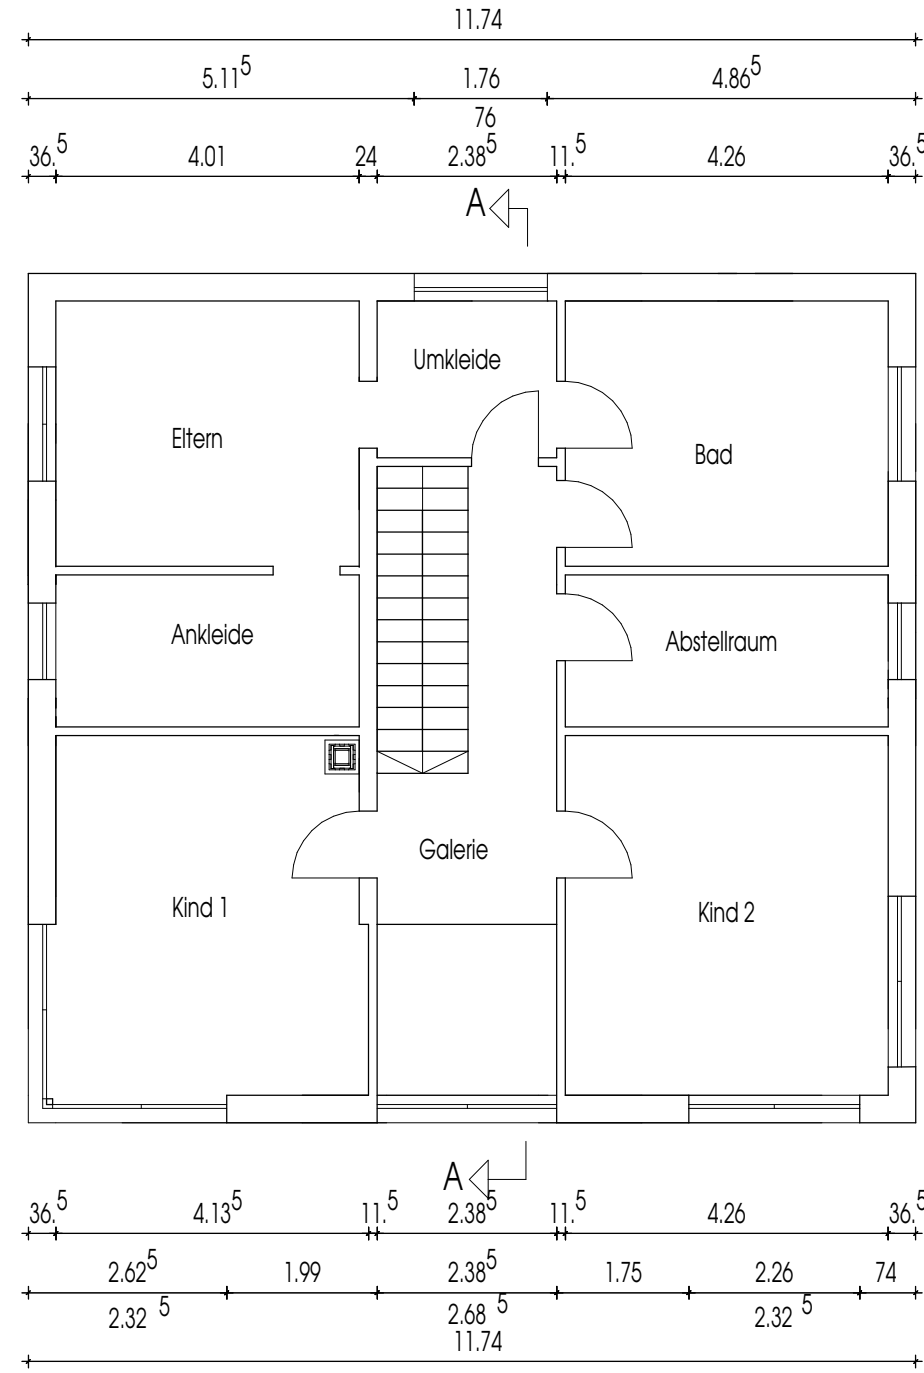 11.74
5.11⁵ 1.76 4.86⁵
76
36.⁵ 4.01 24 2.38⁵ 11.⁵ 4.26 36.⁵
A
Umkleide
Eltern
Bad
Ankleide
Abstellraum
Galerie
Kind 1
Kind 2
A
36.⁵ 4.13⁵ 11.⁵ 2.38⁵ 11.⁵ 4.26 36.⁵
2.62⁵ 1.99 2.38⁵ 1.75 2.26 74
2.32 ⁵ 2.68 ⁵ 2.32 ⁵
11.74